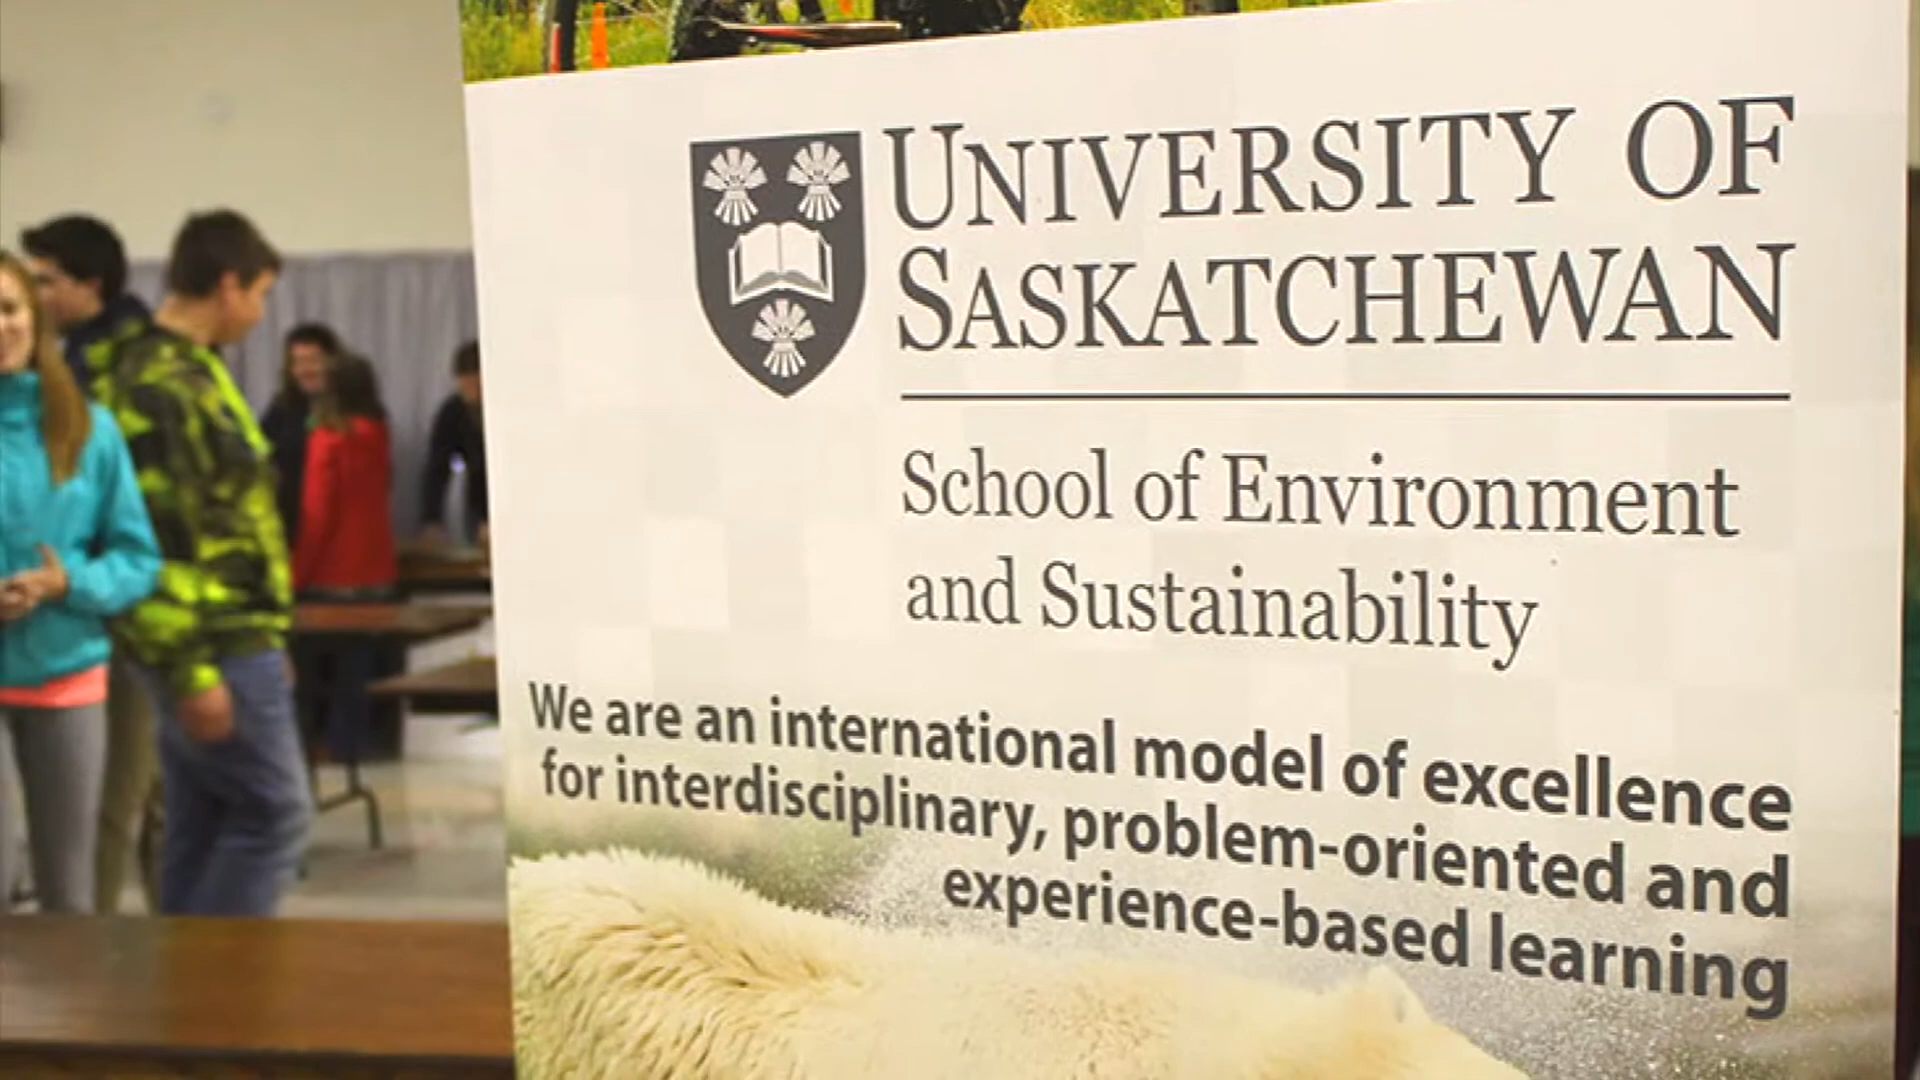 UNIVERSITY OF
SASKATCHEWAN
School of Environment
and Sustainability
We are an international model of excellence
for interdisciplinary, problem-oriented and
experience-based learning